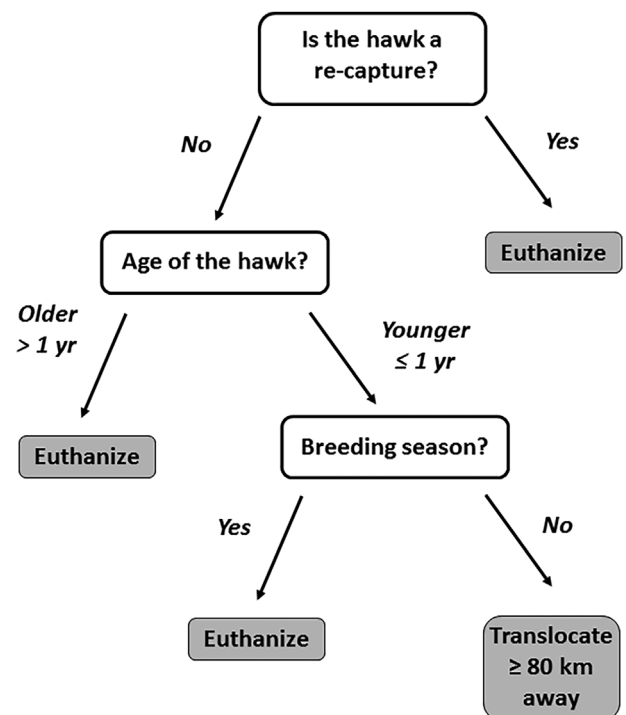 Is the hawk a
re-capture?
No
Yes
Age of the hawk?
Euthanize
Older
> 1 yr
Younger
≤ 1 yr
Euthanize
Breeding season?
Yes
No
Euthanize
Translocate
≥ 80 km
away